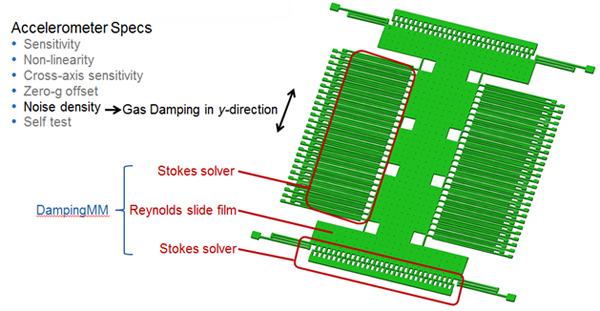 Accelerometer Specs
• Sensitivity
• Non-linearity
• Cross-axis sensitivity
• Zero-g offset
• Noise density → Gas Damping in y-direction
• Self test
Stokes solver
DampingMM Reynolds slide film
Stokes solver